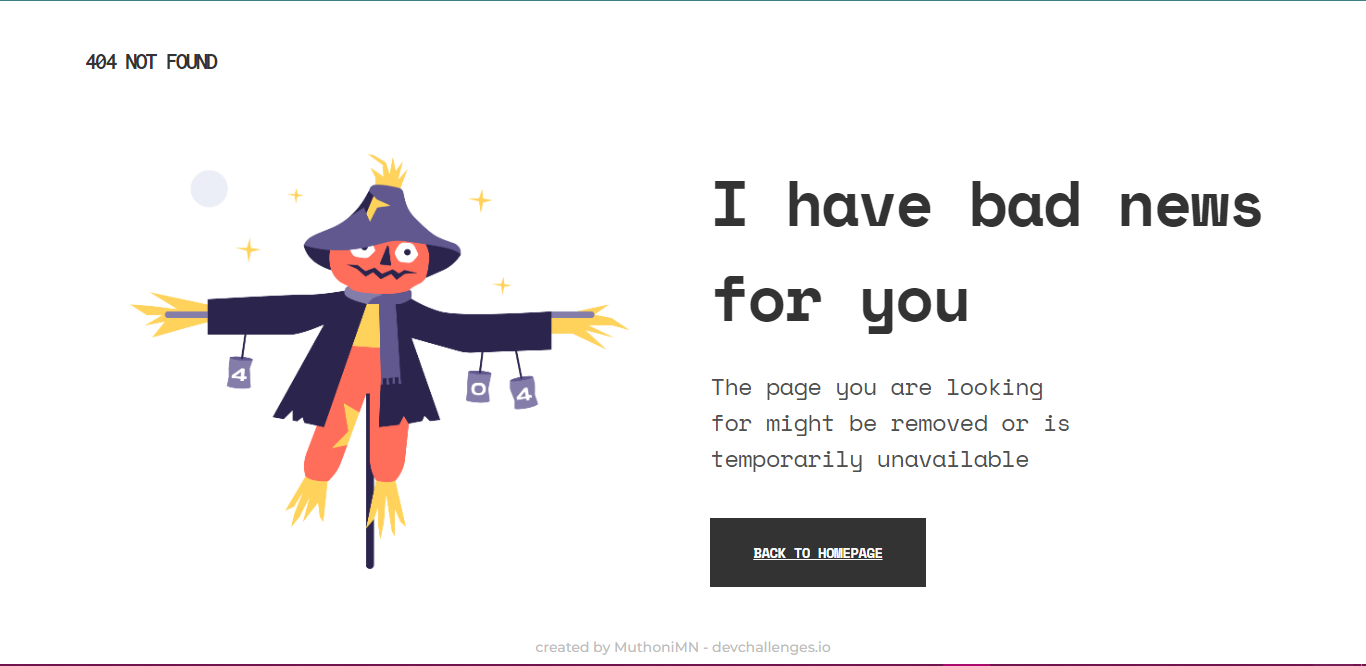 404 NOT FOUND
4
0
4
I have bad news
for you
The page you are looking
for might be removed or is
temporarily unavailable
BACK TO HOMEPAGE
created by MuthoniMN - devchallenges.io